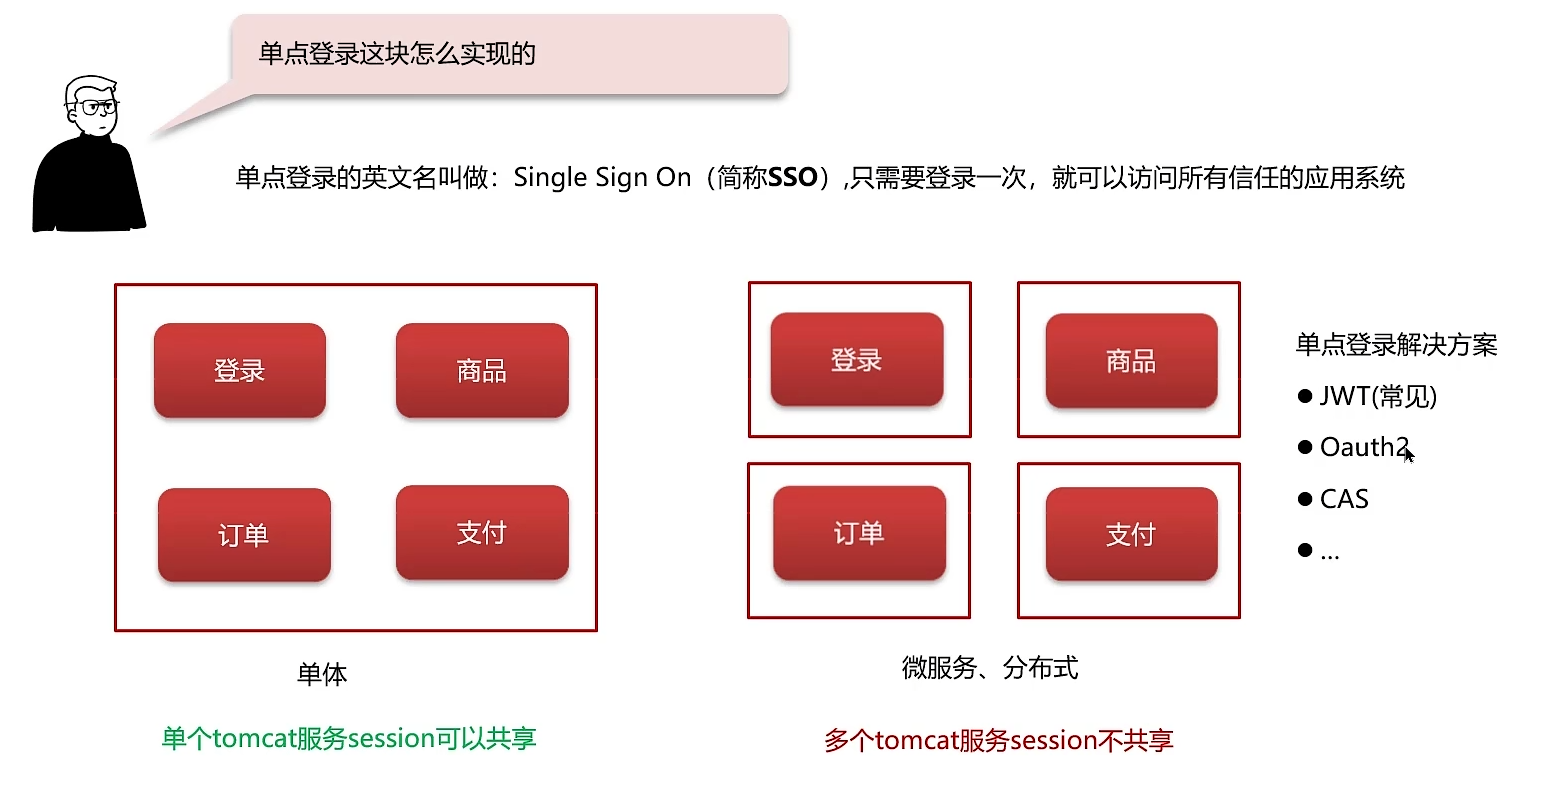 单点登录这块怎么实现的
单点登录的英文名叫做：Single Sign On（简称SSO）,只需要登录一次，就可以访问所有信任的应用系统
登录
商品
订单
支付
单体
单个tomcat服务session可以共享
登录
商品
订单
支付
微服务、分布式
多个tomcat服务session不共享
单点登录解决方案
● JWT(常见)
● Oauth2
● CAS
● ...